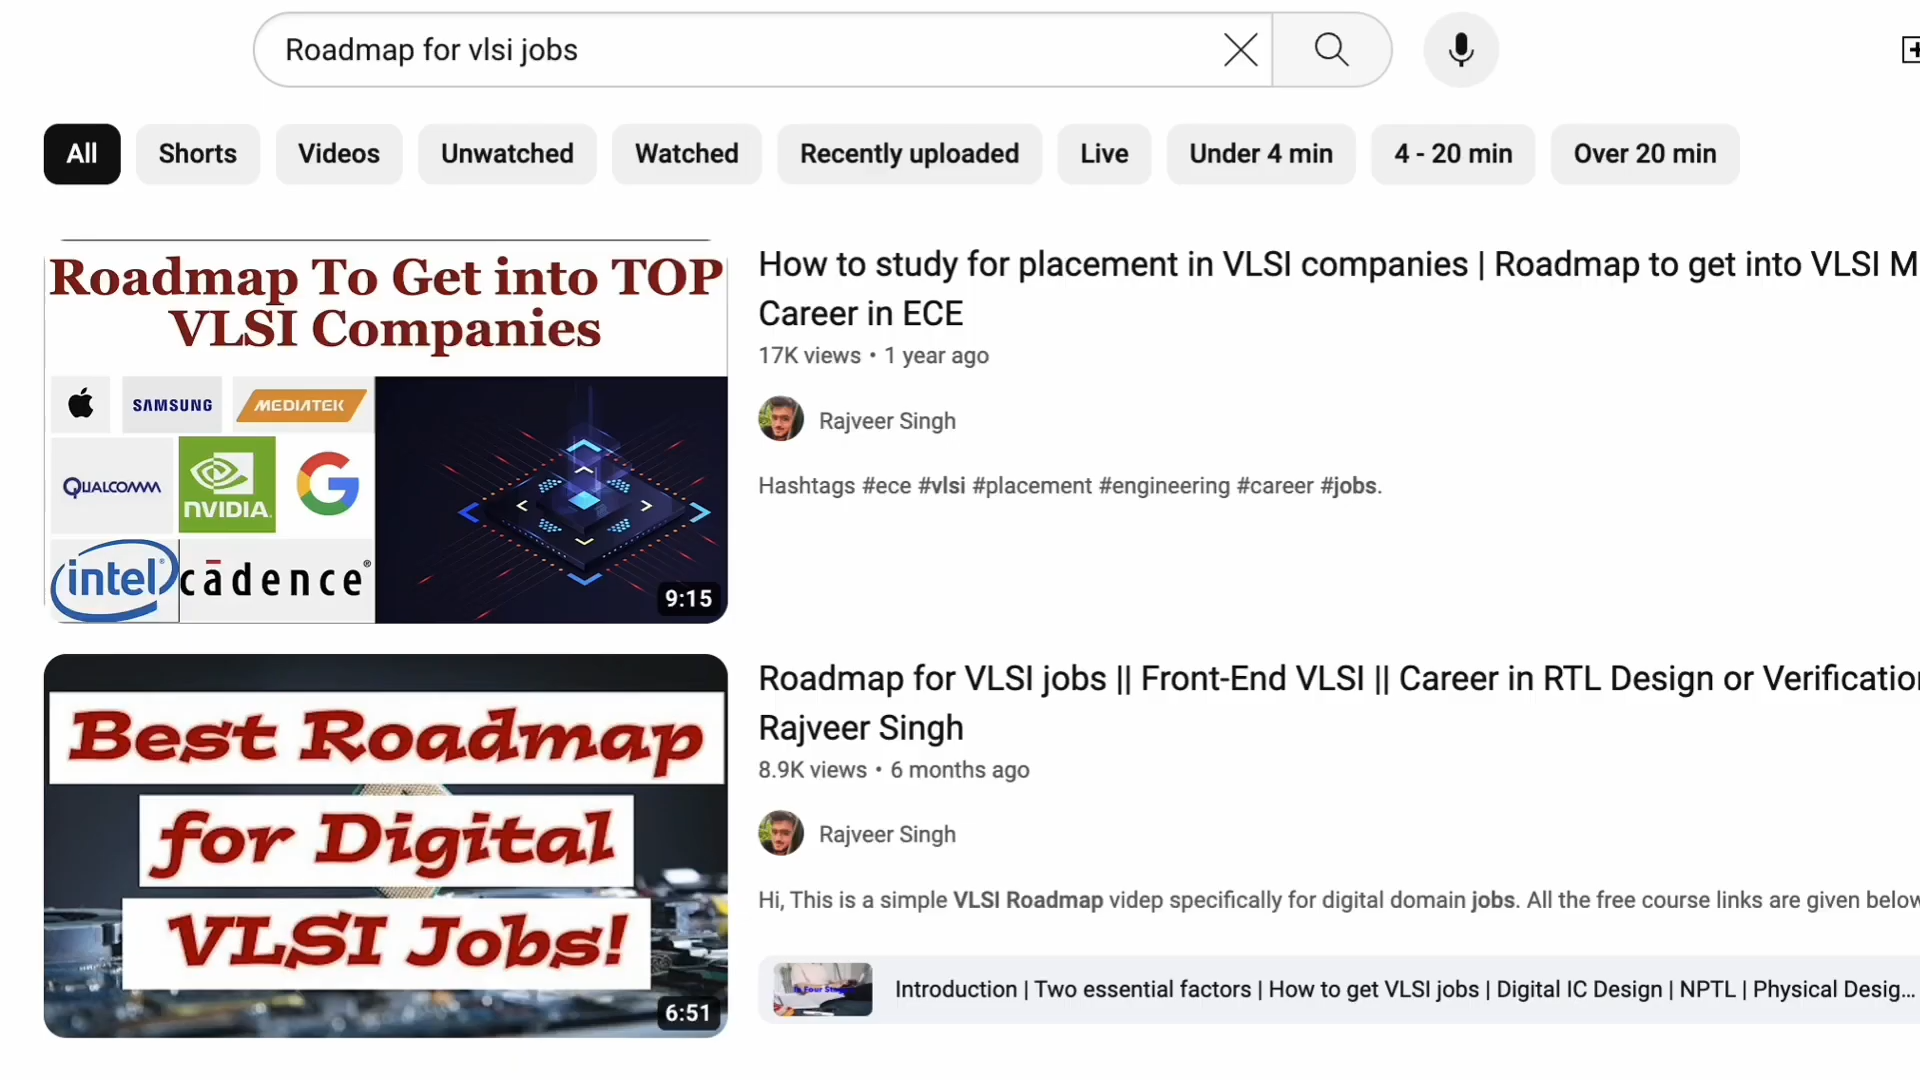 Roadmap for vlsi jobs
All
Shorts
Videos
Unwatched
Watched
Recently uploaded
Live
Under 4 min
4 - 20 min
Over 20 min
Roadmap To Get into TOP
VLSI Companies
SAMSUNG
MEDIATEK
QUALCOMM
NVIDIA.
G
intel®
cādence®
9:15
How to study for placement in VLSI companies | Roadmap to get into VLSI M
Career in ECE
17K views • 1 year ago
Rajveer Singh
Hashtags #ece #vlsi #placement #engineering #career #jobs.
Best Roadmap
for Digital
VLSI Jobs!
6:51
Roadmap for VLSI jobs || Front-End VLSI || Career in RTL Design or Verification
Rajveer Singh
8.9K views • 6 months ago
Rajveer Singh
Hi, This is a simple VLSI Roadmap videp specifically for digital domain jobs. All the free course links are given below
Introduction | Two essential factors | How to get VLSI jobs | Digital IC Design | NPTL | Physical Desig...